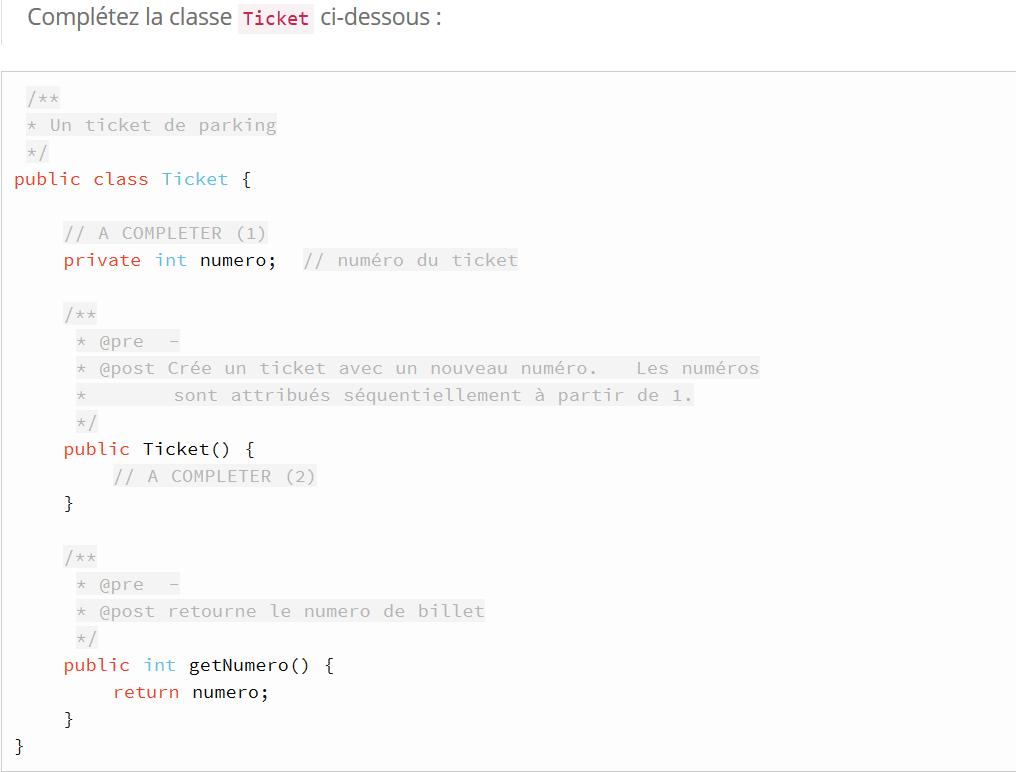 Complétez la classe Ticket ci-dessous :
/**
* Un ticket de parking
*/
public class Ticket {
// A COMPLETER (1)
private int numero; // numéro du ticket
/**
* @pre –
* @post Crée un ticket avec un nouveau numéro. Les numéros
* sont attribués séquentiellement à partir de 1.
*/
public Ticket() {
// A COMPLETER (2)
}
/**
* @pre –
* @post retourne le numero de billet
*/
public int getNumero() {
return numero;
}
}